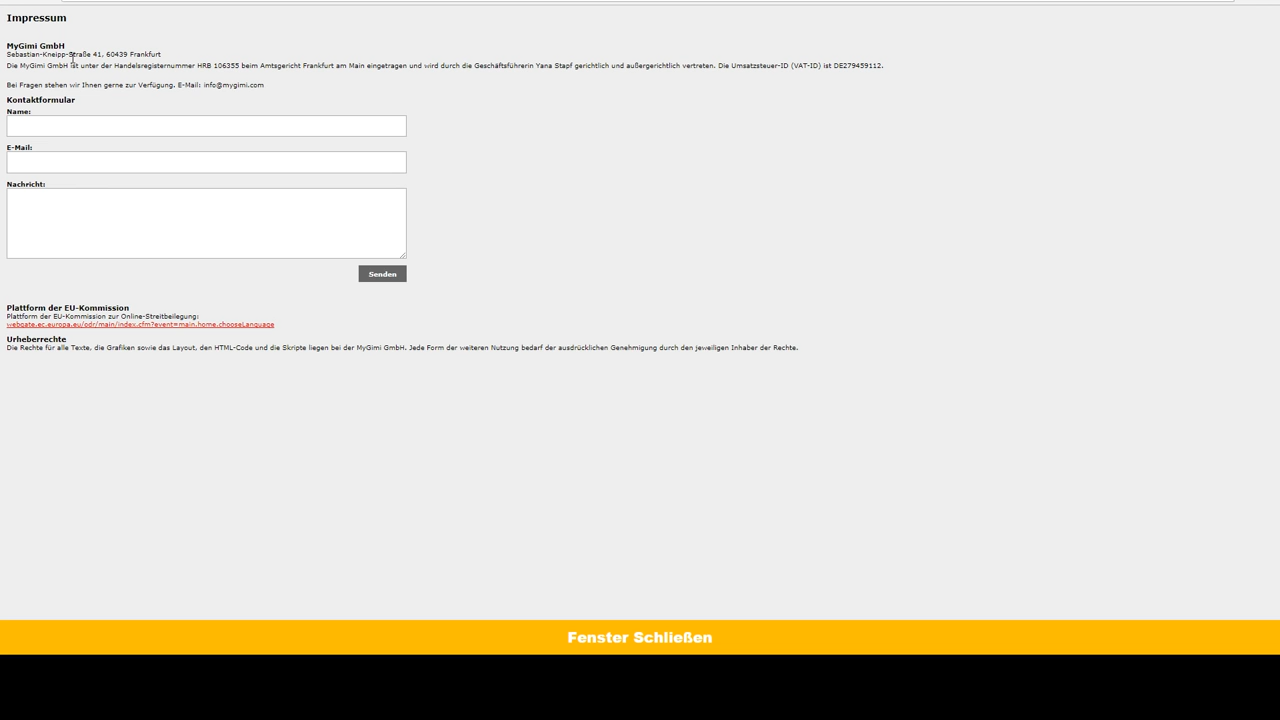 Impressum
MyGimi GmbH
Sebastian-Kneipp-Straße 41, 60439 Frankfurt
Die MyGimi GmbH ist unter der Handelsregisternummer HRB 106355 beim Amtsgericht Frankfurt am Main eingetragen und wird durch die Geschäftsführerin Yana Stapf gerichtlich und außergerichtlich vertreten. Die Umsatzsteuer-ID (VAT-ID) ist DE279459112.
Bei Fragen stehen wir Ihnen gerne zur Verfügung. E-Mail: info@mygimi.com
Kontaktformular
Name:
E-Mail:
Nachricht:
Senden
Plattform der EU-Kommission
Plattform der EU-Kommission zur Online-Streitbeilegung:
webgate.ec.europa.eu/odr/main/index.cfm?event=main.home.chooseLanguage
Urheberrechte
Die Rechte für alle Texte, die Grafiken sowie das Layout, den HTML-Code und die Skripte liegen bei der MyGimi GmbH. Jede Form der weiteren Nutzung bedarf der ausdrücklichen Genehmigung durch den jeweiligen Inhaber der Rechte.
Fenster Schließen